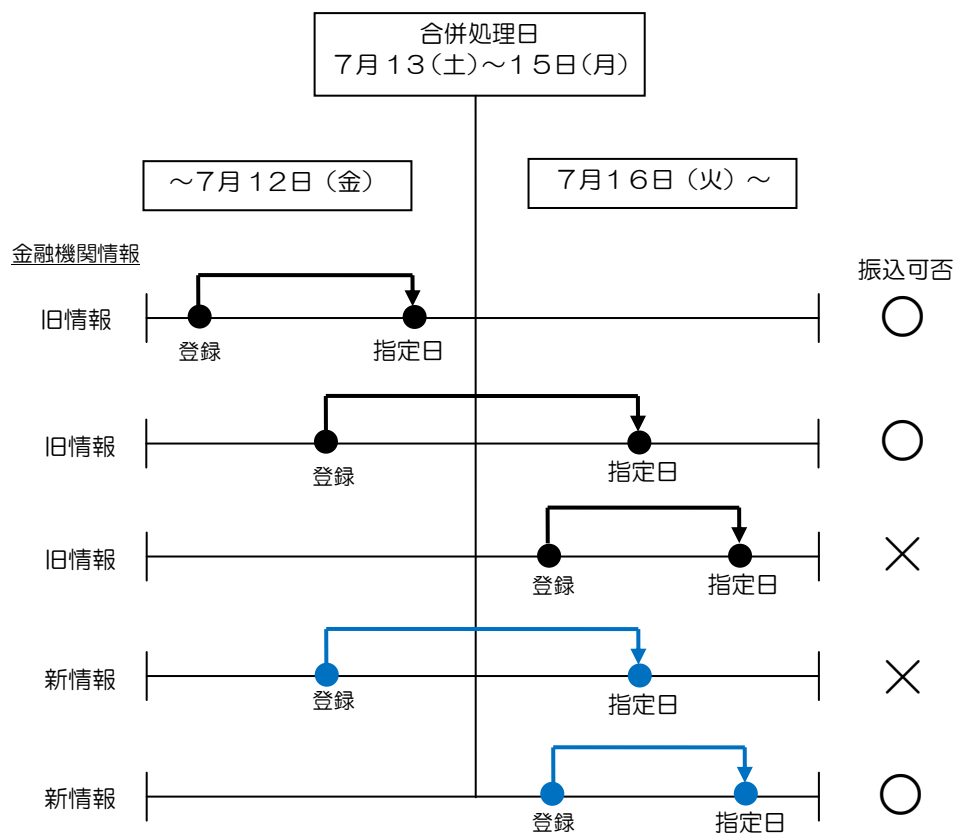 合併処理日
7月13(土)~15日(月)
~7月12日(金)
7月16日(火)~
金融機関情報
振込可否
旧情報
登録
指定日
旧情報
登録
指定日
旧情報
登録
指定日
新情報
登録
指定日
新情報
登録
指定日